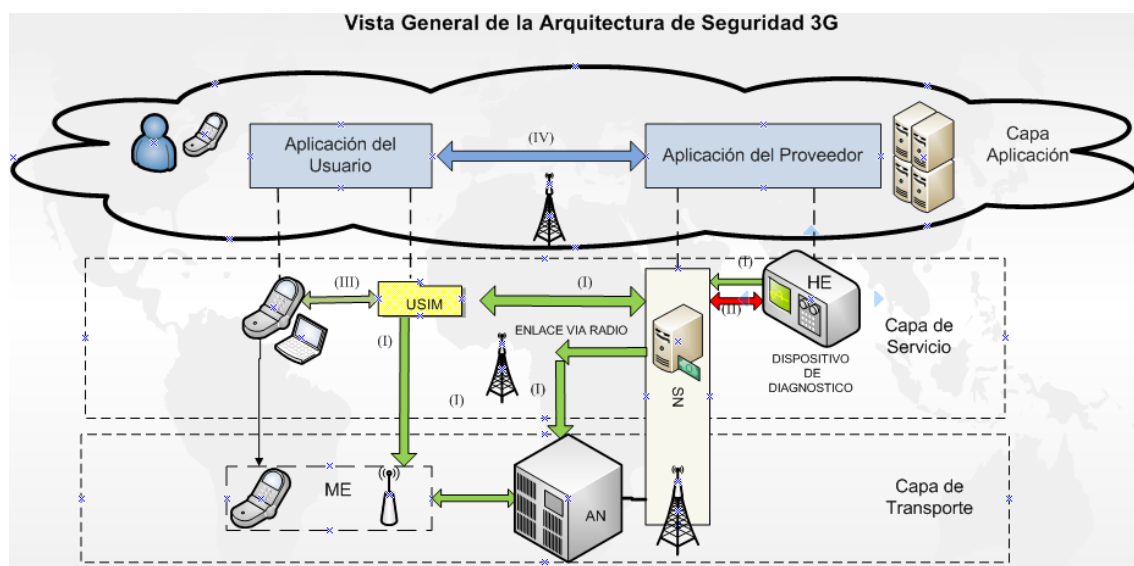 Vista General de la Arquitectura de Seguridad 3G
Aplicación del
Usuario
(IV)
Aplicación del Proveedor
Capa
Aplicación
(III)
USIM
(I)
(I)
HE
(II)
ENLACE VIA RADIO
Capa de
Servicio
(I)
DISPOSITIVO
DE
DIAGNOSTICO
(I)
(I)
SN
ME
AN
Capa de
Transporte